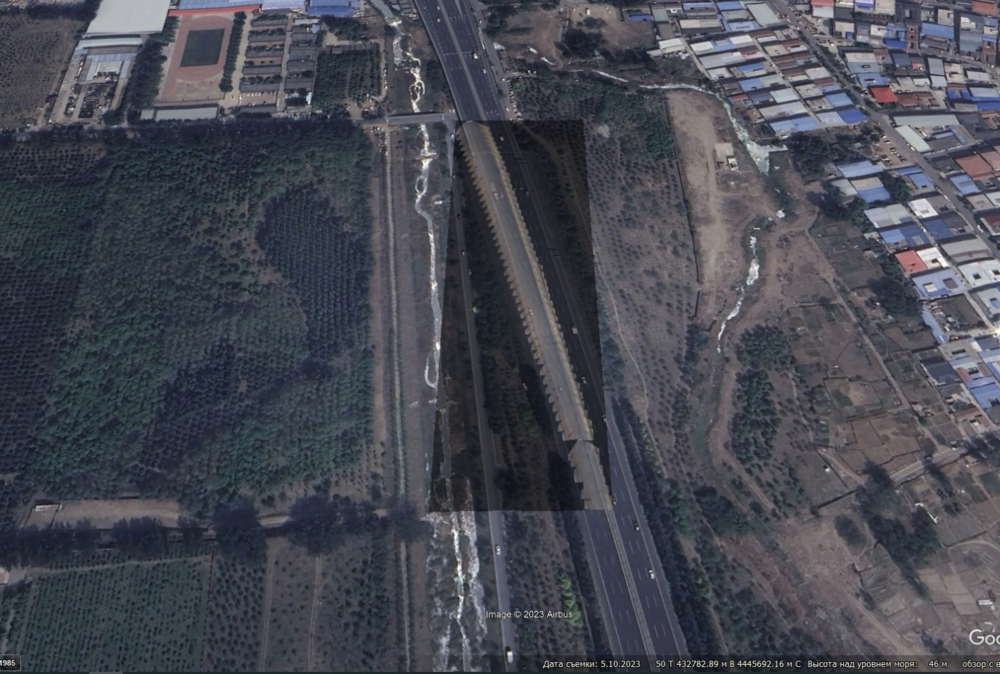 Image © 2023 Airbus
Goo
1985
Дата съемки: 5.10.2023 50 T 432782.89 м В 4445692.16 м С Высота над уровнем моря: 46 м обзор с в